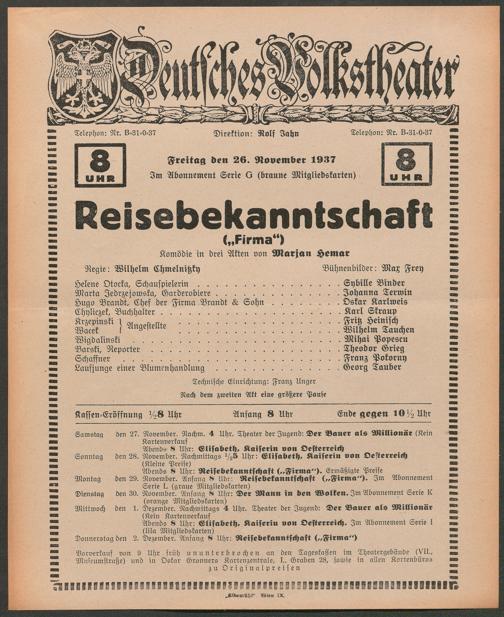 Deutsches Volkstheater
Telephon: Nr. B-31-0-37 Direktion: Rolf Jahn Telephon: Nr. B-31-0-37
8 UHR Freitag den 26. November 1937 8 UHR
Im Abonnement Serie G (braune Mitgliedskarten)
Reisebekanntschaft
(„Firma“)
Komödie in drei Akten von Marjan Hemar
Regie: Wilhelm Chmelnitzky Bühnenbilder: Max Frey
Helene Otocka, Schauspielerin Sybille Binder
Marta Jedrzejowska, Garderobiere Johanna Terwin
Hugo Brandt, Chef der Firma Brandt & Sohn Oskar Karlweis
Chyliczek, Buchhalter Karl Skraup
Krzepinski } Angestellte Fritz Heinisch
Wacek } Wilhelm Tauchen
Wigdalinski Mihai Popescu
Barski, Reporter Theodor Grieg
Schaffner Franz Pokorny
Laufjunge einer Blumenhandlung Georg Tauber
Technische Einrichtung: Franz Unger
Nach dem zweiten Akt eine größere Pause
Kassen-Eröffnung ½8 Uhr Anfang 8 Uhr Ende gegen 10½ Uhr
Samstag den 27. November. Nachm. 4 Uhr. Theater der Jugend: Der Bauer als Millionär (Kein
Kartenverkauf
Abends 8 Uhr: Elisabeth, Kaiserin von Oesterreich
Sonntag den 28. November. Nachmittags ½5 Uhr: Elisabeth, Kaiserin von Oesterreich
(Kleine Preise)
Abends 8 Uhr: Reisebekanntschaft („Firma“). Ermäßigte Preise
Montag den 29. November. Anfang 8 Uhr: Reisebekanntschaft („Firma“). Im Abonnement
Serie L (graue Mitgliedskarten)
Dienstag den 30. November. Anfang 8 Uhr: Der Mann in den Wolken. Im Abonnement Serie K
(orange Mitgliedskarten)
Mittwoch den 1. Dezember. Nachmittags 4 Uhr. Theater der Jugend: Der Bauer als Millionär
(Kein Kartenverkauf
Abends 8 Uhr: Elisabeth, Kaiserin von Oesterreich. Im Abonnement Serie I
(lila Mitgliedskarten)
Donnerstag den 2. Dezember. Anfang 8 Uhr: Reisebekanntschaft („Firma“)
Vorverkauf von 9 Uhr früh ununterbrochen an den Tageskassen im Theatergebände (VII.,
Museumstraße) und in Oskar Gronners Kartenzentrale, I., Graben 28, sowie in allen Kartenbüros
zu Originalpreisen
„Elbemühl“ Wien IX.